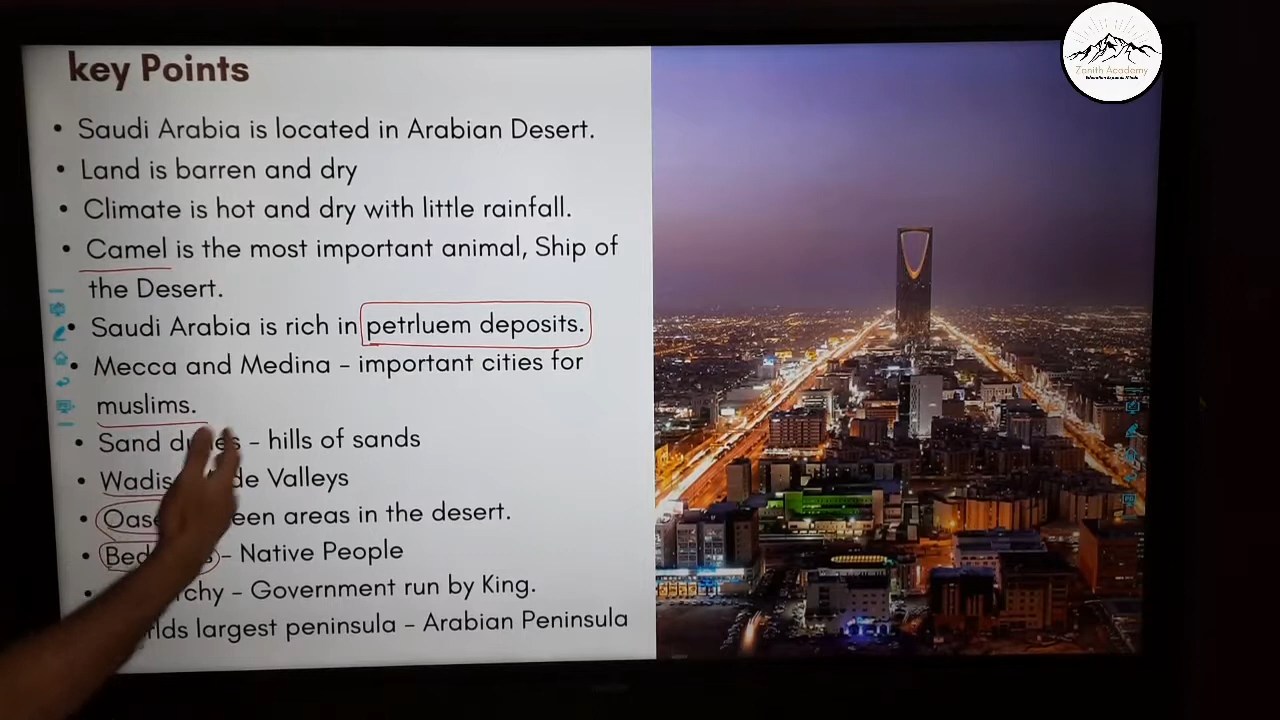 key Points
• Saudi Arabia is located in Arabian Desert.
• Land is barren and dry
• Climate is hot and dry with little rainfall.
• Camel is the most important animal, Ship of
the Desert.
• Saudi Arabia is rich in petrluem deposits.
• Mecca and Medina – important cities for
muslims.
• Sand – hills of sands
• Wadis Valleys
• areas in the desert.
• – Native People
• – Government run by King.
largest peninsula – Arabian Peninsula
Zenith Academy